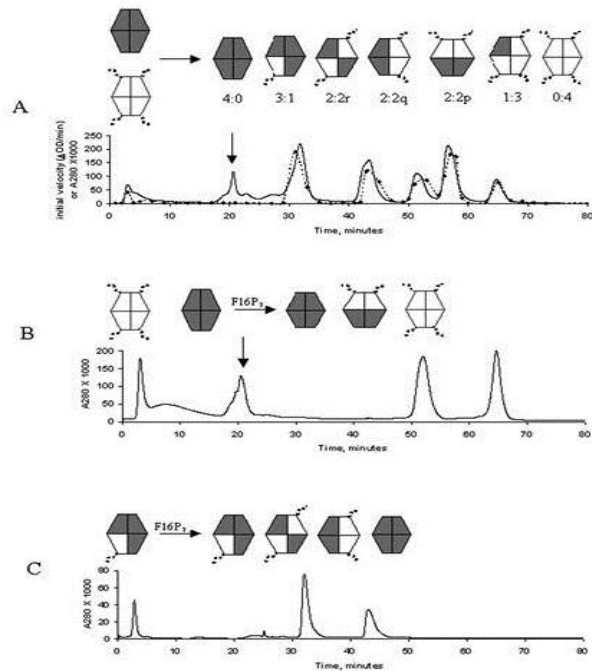 A
4:0 3:1 2:2r 2:2q 2:2p 1:3 0:4
initial velocity (ΔOD/min)
or A280 X1000
250
200
150
100
50
0
0 10 20 30 40 50 60 70 80
Time, minutes
B
F16P₂
A280 X 1000
200
150
100
50
0
0 10 20 30 40 50 60 70 80
Time, minutes
C
F16P₂
A280 X 1000
80
60
40
20
0
0 10 20 30 40 50 60 70 80
Time, minutes